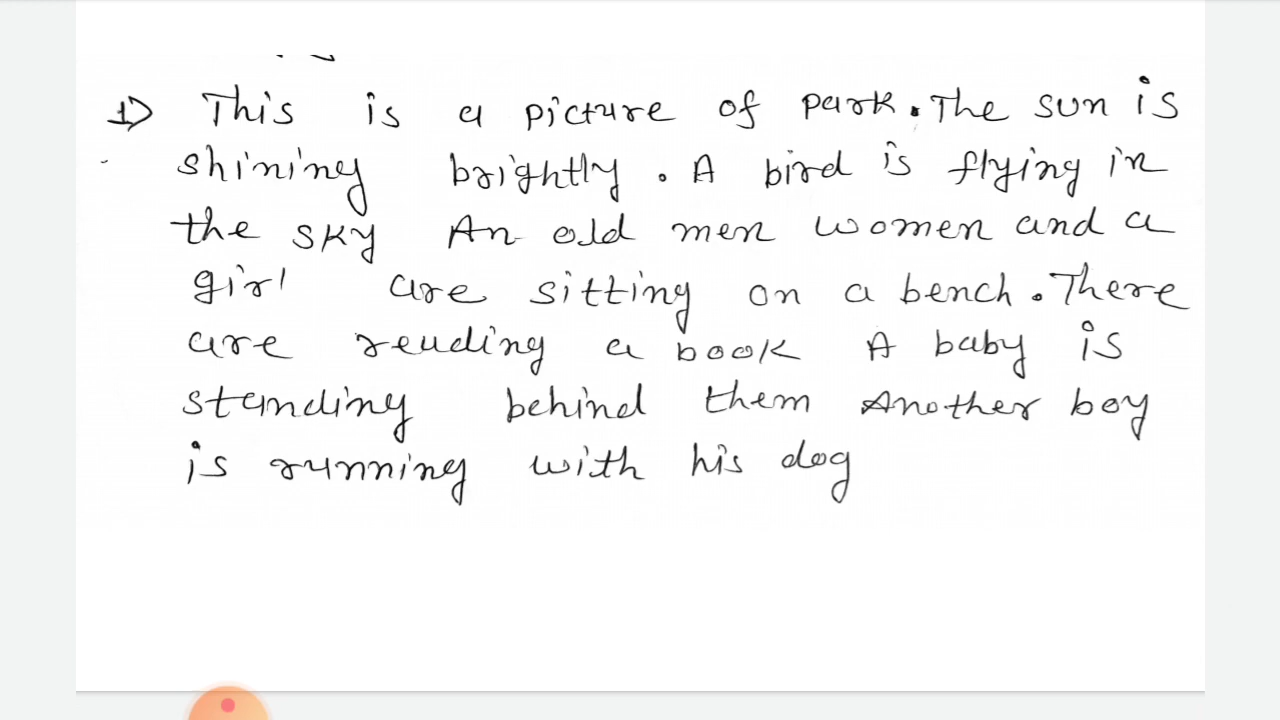 1) This is a picture of park. The sun is
shining brightly. A bird is flying in
the sky An old men women and a
girl are sitting on a bench. There
are reading a book A baby is
standing behind them Another boy
is running with his dog